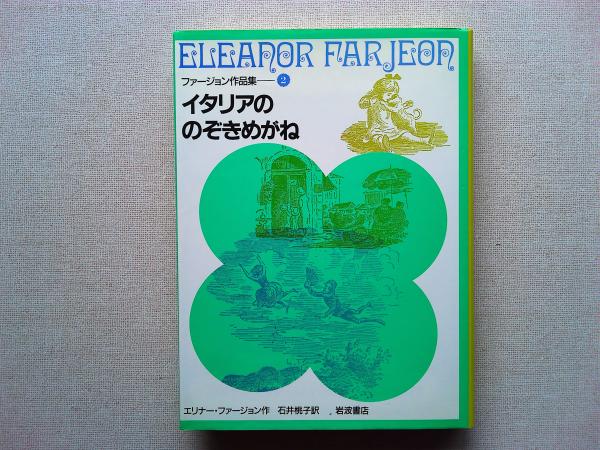 ELEANOR FARJEON
ファージョン作品集――2
イタリアの
のぞきめがね
エリナー・ファージョン作 石井桃子訳 岩波書店